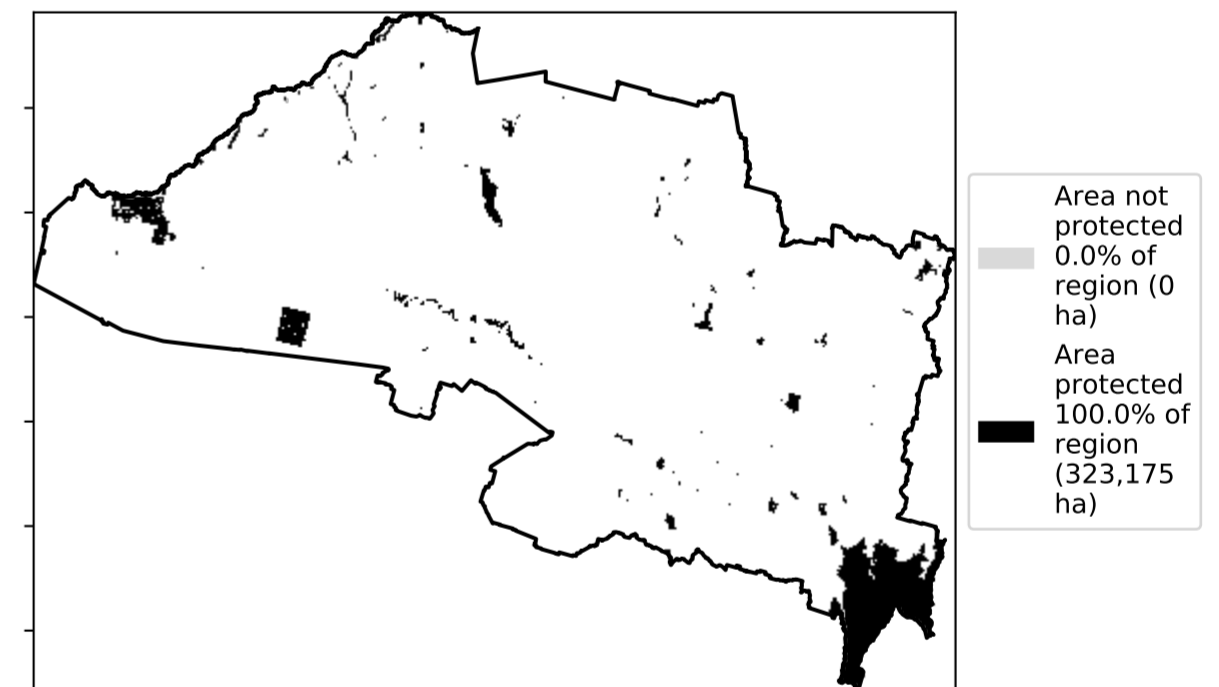 Area not
protected
0.0% of
region (0
ha)
Area
protected
100.0% of
region
(323,175
ha)